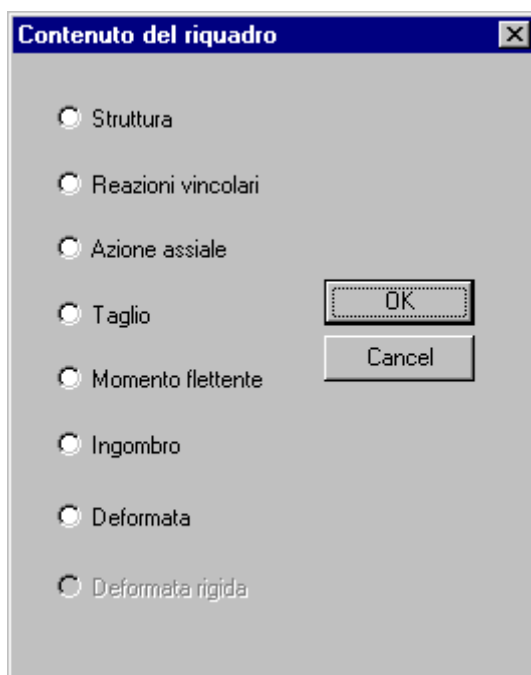 Contenuto del riquadro
Struttura
Reazioni vincolari
Azione assiale
Taglio
Momento flettente
Ingombro
Deformata
Deformata rigida
OK
Cancel